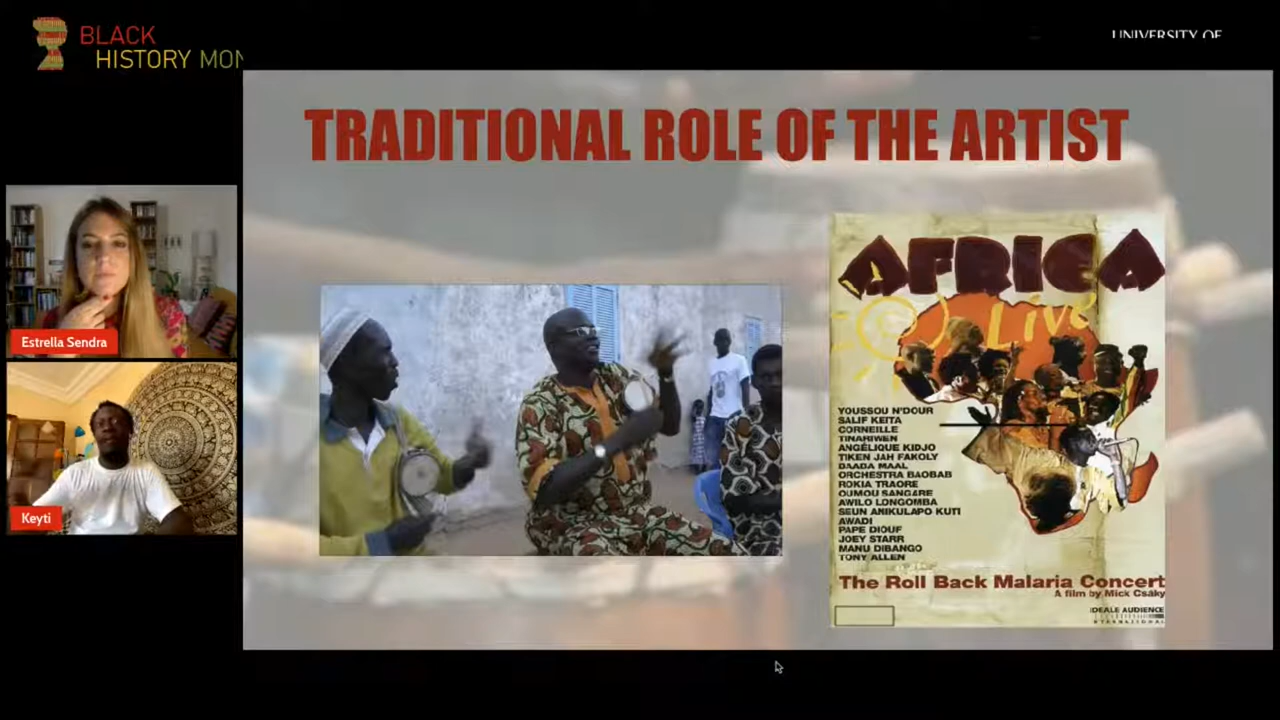 BLACK
HISTORY MON
UNIVERSITY OF
TRADITIONAL ROLE OF THE ARTIST
Estrella Sendra
Keyti
AFRICA
Live
YOUSSOU N'DOUR
SALIF KEITA
CORNEILLE
TINARIWEN
ANGÉLIQUE KIDJO
TIKEN JAH FAKOLY
BAABA MAAL
ORCHESTRA BAOBAB
ROKIA TRAORE
OUMOU SANGARE
AWILO LONGOMBA
SEUN ANIKULAPO KUTI
AWADI
PAPE DIOUF
JOEY STARR
MANU DIBANGO
TONY ALLEN
The Roll Back Malaria Concert
A film by Mick Csáky
IDEALE AUDIENCE
INTERNATIONAL